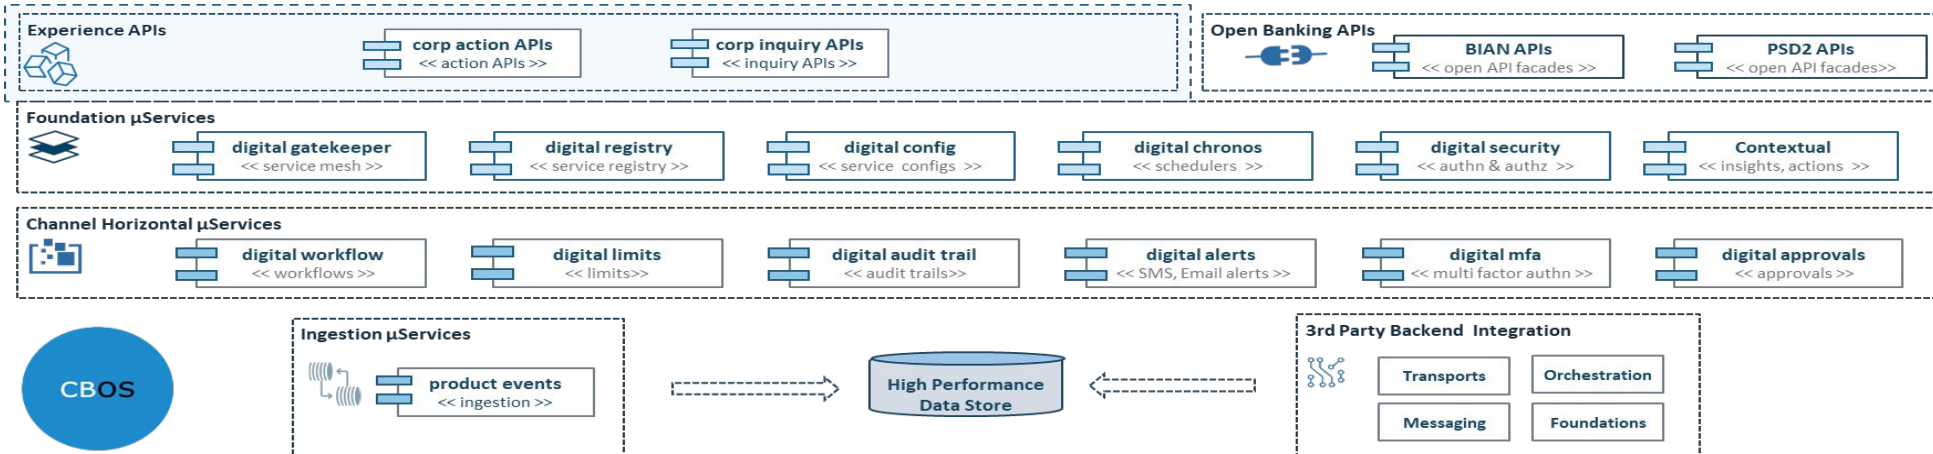 Experience APIs
corp action APIs
<< action APIs >>
corp inquiry APIs
<< inquiry APIs >>
Open Banking APIs
BIAN APIs
<< open API facades >>
PSD2 APIs
<< open API facades>>
Foundation µServices
digital gatekeeper
<< service mesh >>
digital registry
<< service registry >>
digital config
<< service configs >>
digital chronos
<< schedulers >>
digital security
<< authn & authz >>
Contextual
<< insights, actions >>
Channel Horizontal µServices
digital workflow
<< workflows >>
digital limits
<< limits>>
digital audit trail
<< audit trails>>
digital alerts
<< SMS, Email alerts >>
digital mfa
<< multi factor authn >>
digital approvals
<< approvals >>
CBOS
Ingestion µServices
product events
<< ingestion >>
High Performance
Data Store
3rd Party Backend Integration
Transports
Orchestration
Messaging
Foundations